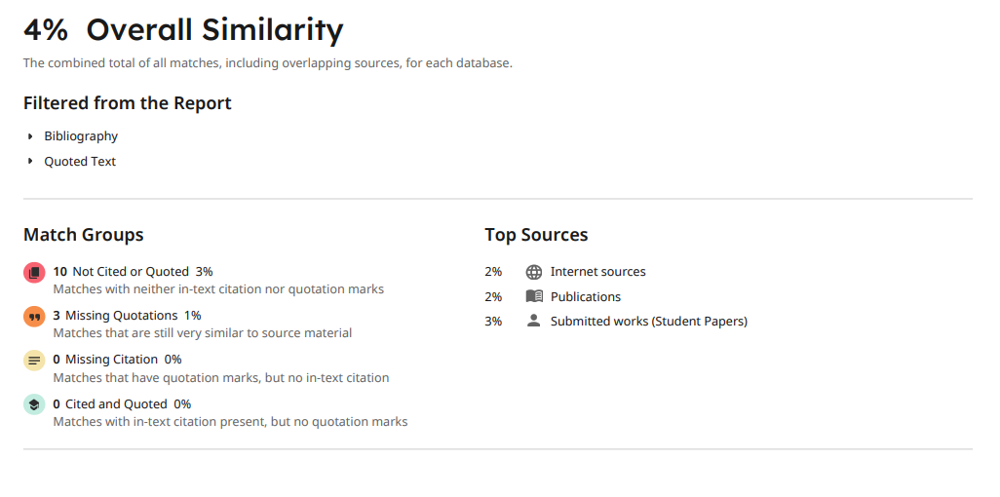 4% Overall Similarity
The combined total of all matches, including overlapping sources, for each database.
Filtered from the Report
Bibliography
Quoted Text
Match Groups
10 Not Cited or Quoted 3%
Matches with neither in-text citation nor quotation marks
3 Missing Quotations 1%
Matches that are still very similar to source material
0 Missing Citation 0%
Matches that have quotation marks, but no in-text citation
0 Cited and Quoted 0%
Matches with in-text citation present, but no quotation marks
Top Sources
2% Internet sources
2% Publications
3% Submitted works (Student Papers)